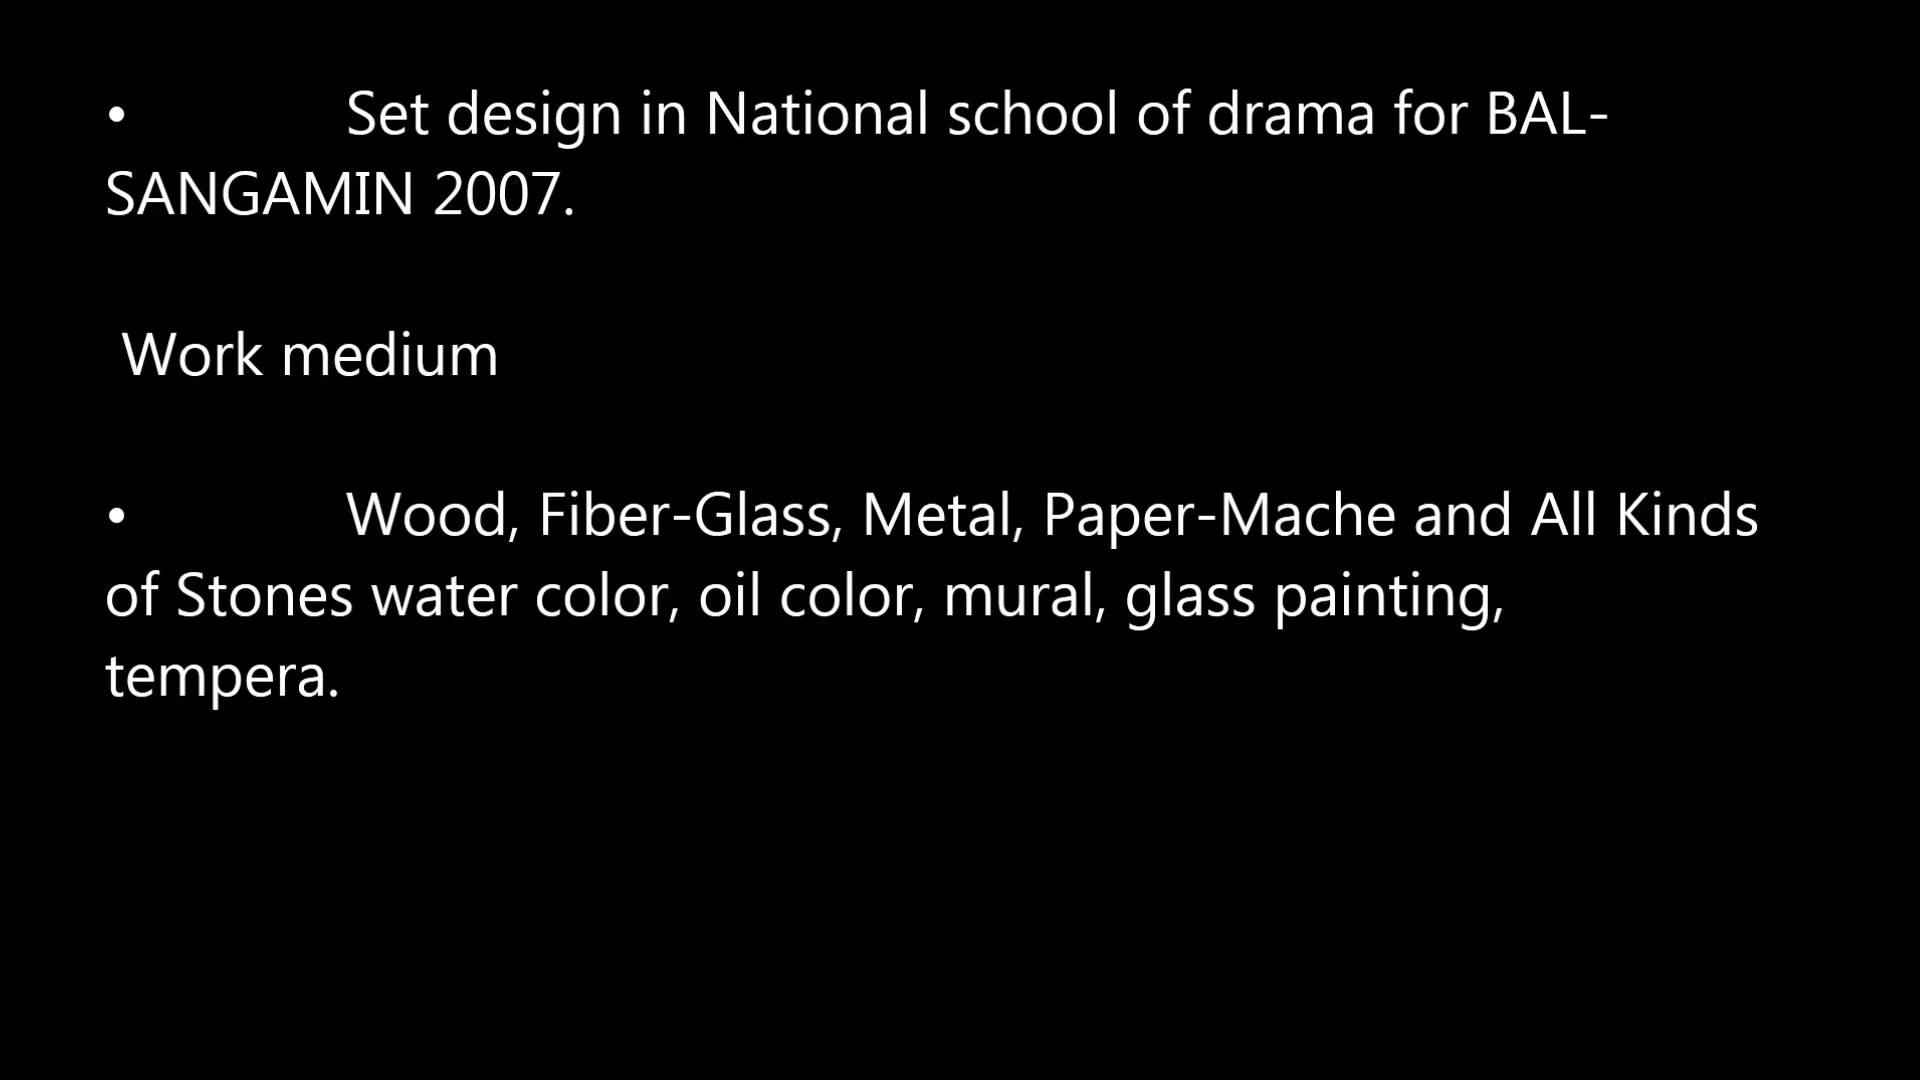 • Set design in National school of drama for BAL-
SANGAMIN 2007.
Work medium
• Wood, Fiber-Glass, Metal, Paper-Mache and All Kinds
of Stones water color, oil color, mural, glass painting,
tempera.